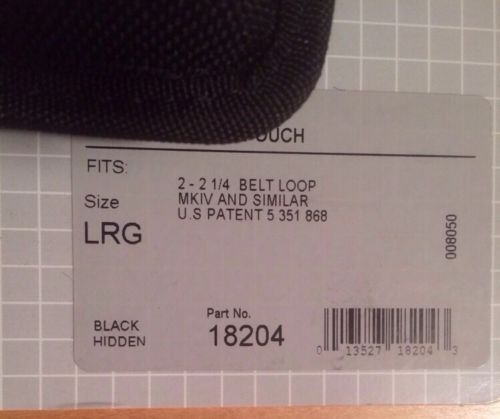 OUCH
FITS:
2 - 2 1/4 BELT LOOP
MKIV AND SIMILAR
U.S PATENT 5 351 868
Size
LRG
008050
BLACK
HIDDEN
Part No.
18204
0 13527 18204 3